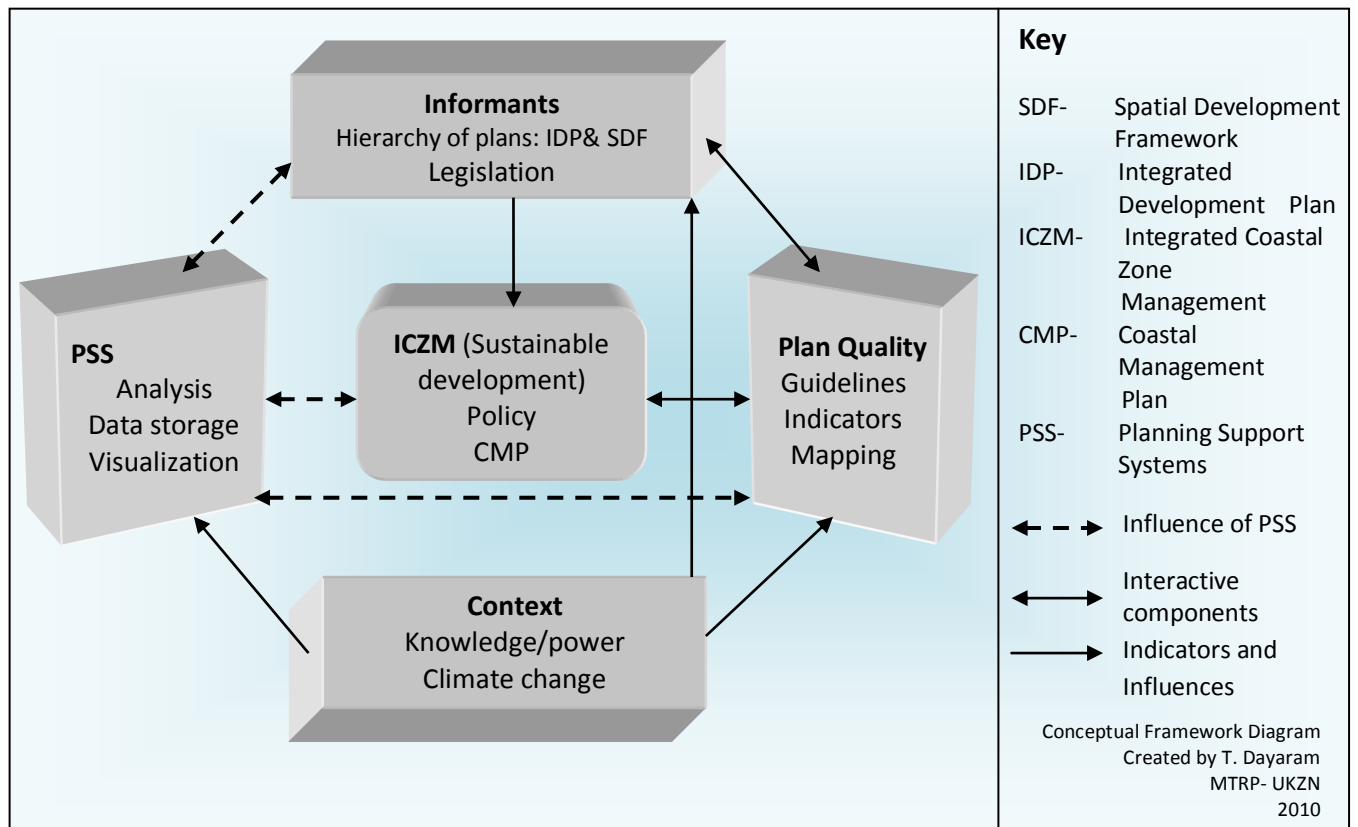 Informants
Hierarchy of plans: IDP& SDF
Legislation
PSS
Analysis
Data storage
Visualization
ICZM (Sustainable
development)
Policy
CMP
Plan Quality
Guidelines
Indicators
Mapping
Context
Knowledge/power
Climate change
Key
SDF- Spatial Development
Framework
IDP- Integrated
Development Plan
ICZM- Integrated Coastal
Zone
Management
CMP- Coastal
Management
Plan
PSS- Planning Support
Systems
Influence of PSS
Interactive
components
Indicators and
Influences
Conceptual Framework Diagram
Created by T. Dayaram
MTRP- UKZN
2010